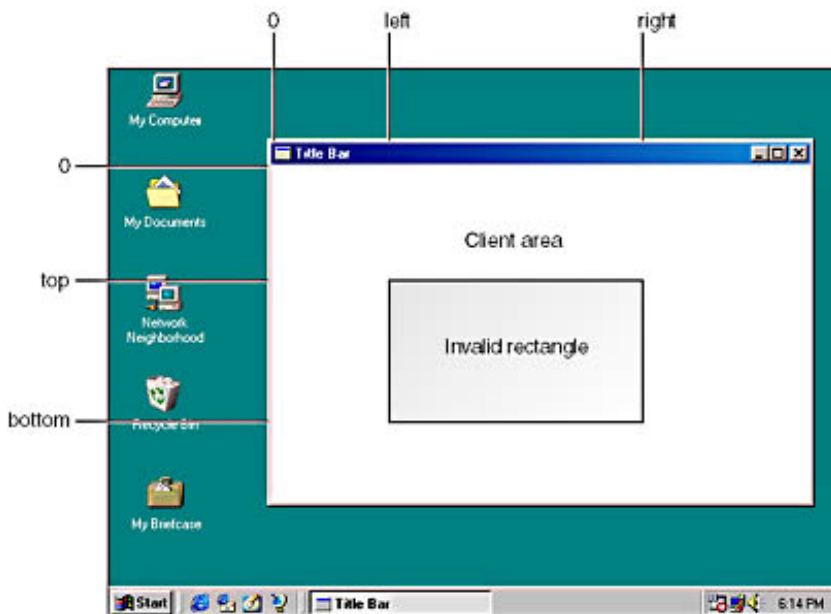 0 left right
My Computer
Title Bar
0
My Documents
Client area
top
Network
Neighborhood
Invalid rectangle
bottom
Recycle Bin
My Briefcase
Start Title Bar 6:14 PM